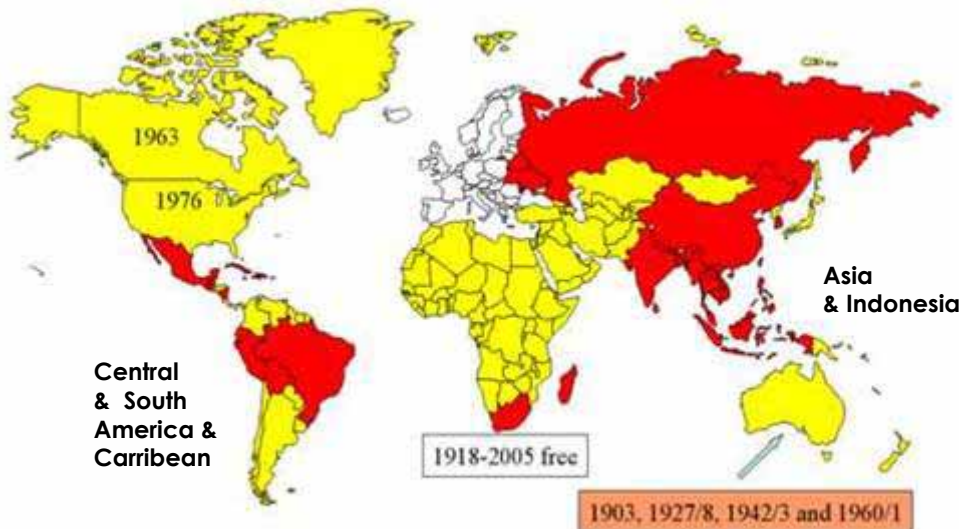 1963
1976
Asia
& Indonesia
Central
& South
America &
Carribean
1918-2005 free
1903, 1927/8, 1942/3 and 1960/1